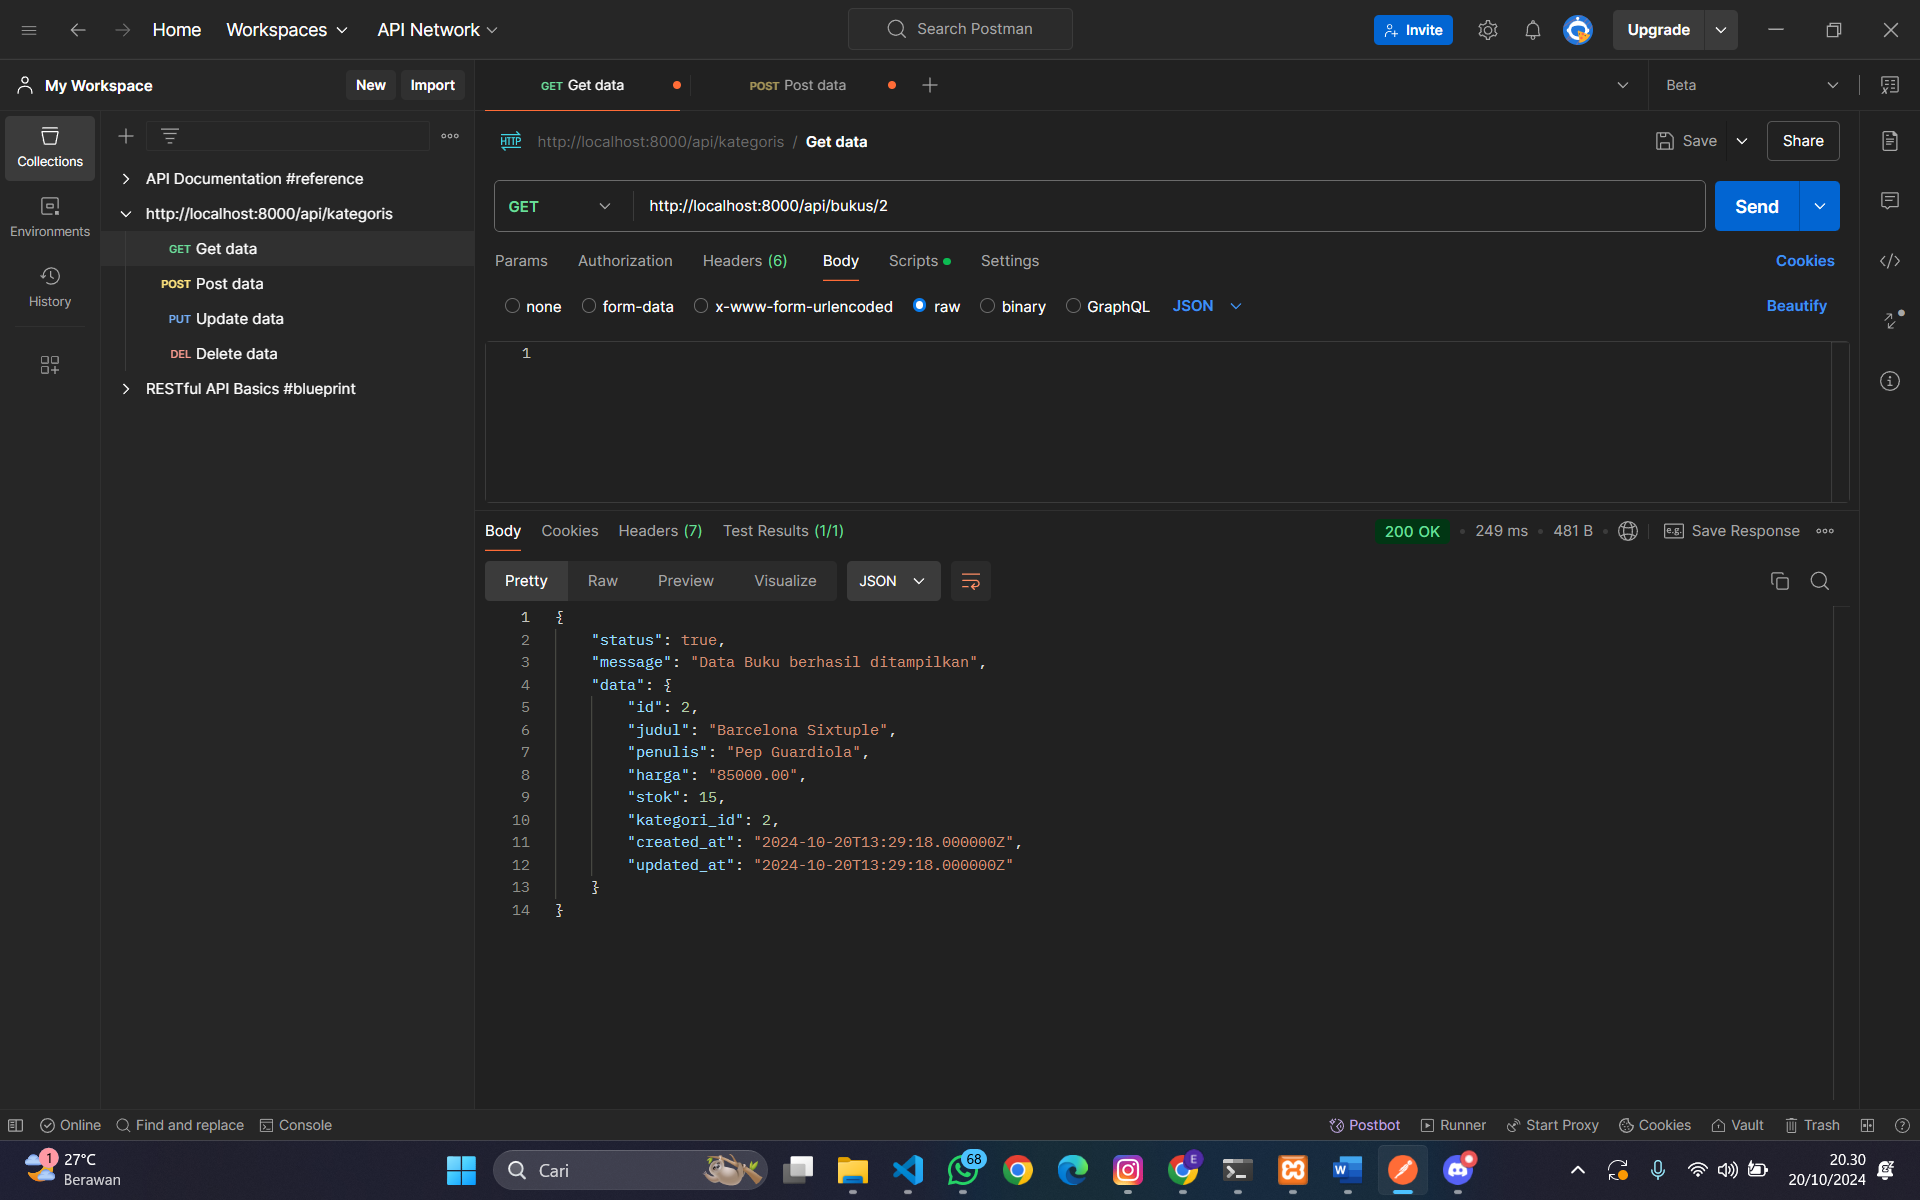 Home
Workspaces
API Network
Search Postman
Invite
Upgrade
My Workspace
New
Import
GET Get data
POST Post data
Beta
Collections
Environments
History
API Documentation #reference
http://localhost:8000/api/kategoris
GET Get data
POST Post data
PUT Update data
DEL Delete data
RESTful API Basics #blueprint
HTTP http://localhost:8000/api/kategoris / Get data
Save
Share
GET
http://localhost:8000/api/bukus/2
Send
Params
Authorization
Headers (6)
Body
Scripts
Settings
Cookies
none
form-data
x-www-form-urlencoded
raw
binary
GraphQL
JSON
Beautify
1
Body
Cookies
Headers (7)
Test Results (1/1)
200 OK
249 ms
481 B
e.g. Save Response
Pretty
Raw
Preview
Visualize
JSON
1 {
2 "status": true,
3 "message": "Data Buku berhasil ditampilkan",
4 "data": {
5 "id": 2,
6 "judul": "Barcelona Sixtuple",
7 "penulis": "Pep Guardiola",
8 "harga": "85000.00",
9 "stok": 15,
10 "kategori_id": 2,
11 "created_at": "2024-10-20T13:29:18.000000Z",
12 "updated_at": "2024-10-20T13:29:18.000000Z"
13 }
14 }
Online
Find and replace
Console
Postbot
Runner
Start Proxy
Cookies
Vault
Trash
1
27°C
Berawan
Cari
68
E
20.30
20/10/2024